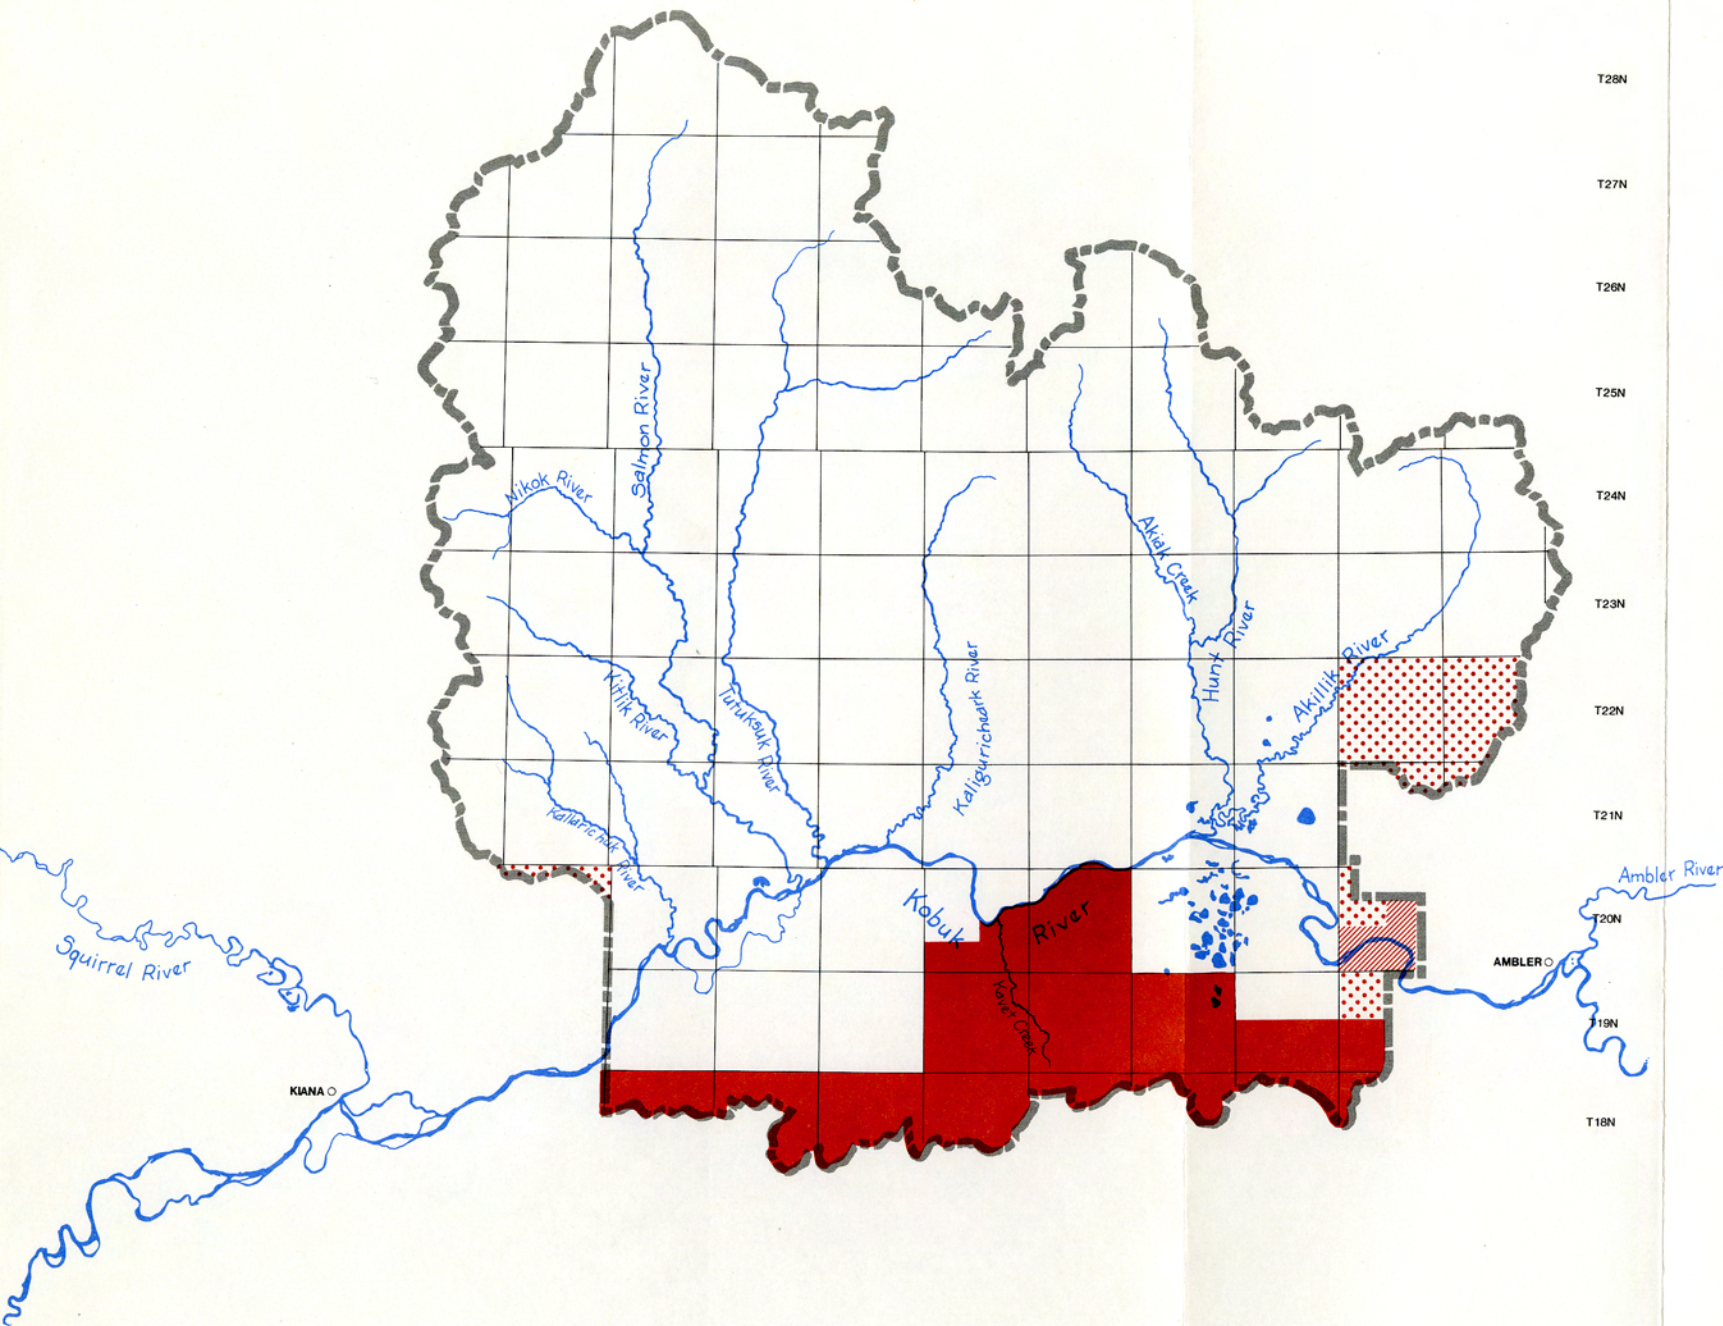 T28N
T27N
T26N
T25N
Salmon River
Nikok River
T24N
Akiak Creek
T23N
Hunt River
Akillik River
Kitlik River
Tutuksuk River
Kaliguricheark River
T22N
Kallarichuk River
T21N
Ambler River
Kobuk River
T20N
Squirrel River
AMBLER
Kavet Creek
T19N
KIANA
T18N